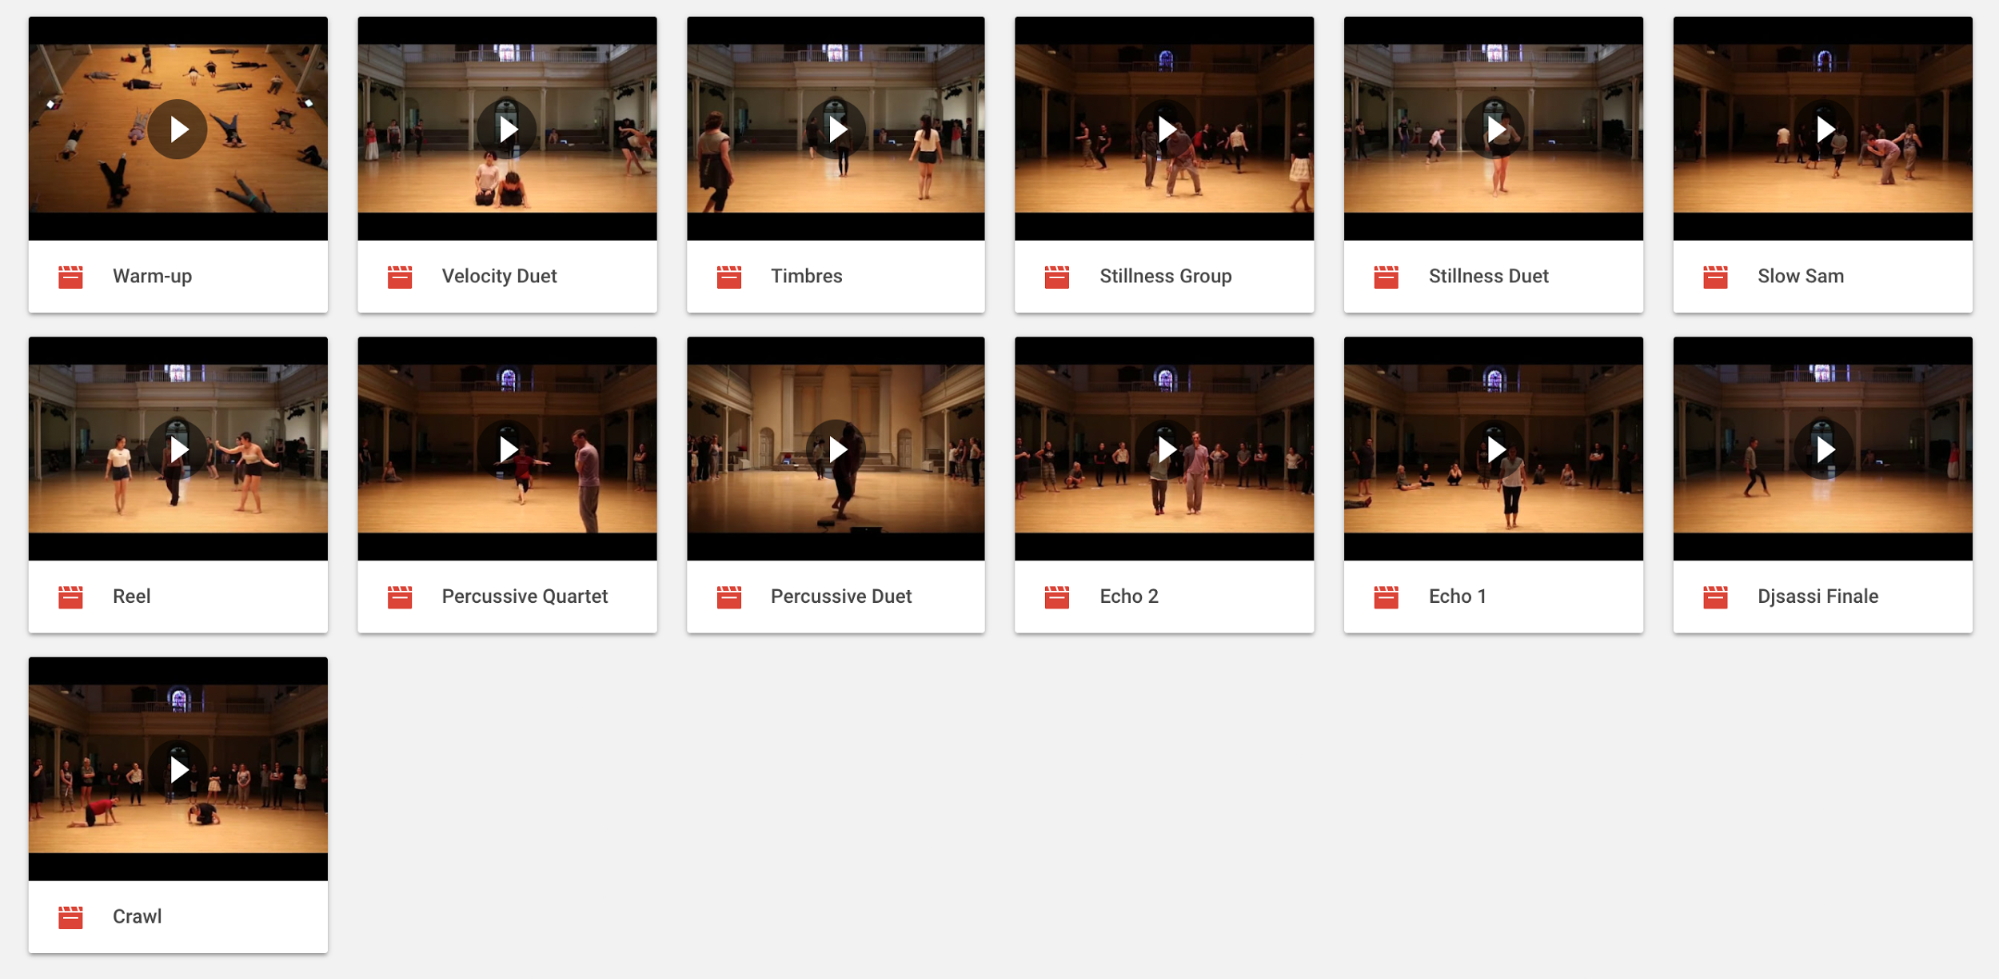 Warm-up
Velocity Duet
Timbres
Stillness Group
Stillness Duet
Slow Sam
Reel
Percussive Quartet
Percussive Duet
Echo 2
Echo 1
Djsassi Finale
Crawl